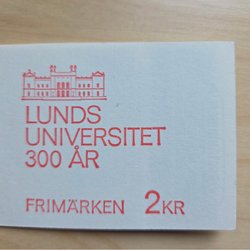 LUNDS
UNIVERSITET
300 ÅR
FRIMÄRKEN 2KR